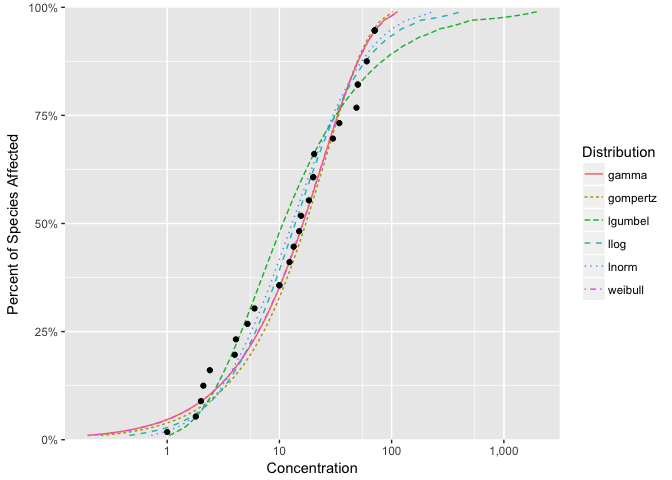 100%
75%
50%
25%
0%
Percent of Species Affected
1
10
100
1,000
Concentration
Distribution
gamma
gompertz
lgumbel
llog
lnorm
weibull